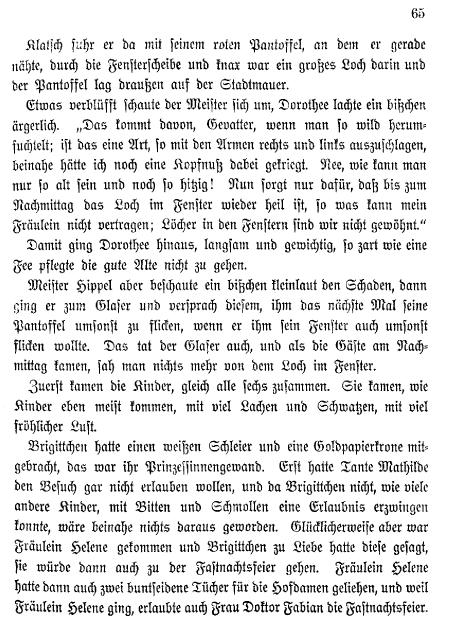 65
Klatsch fuhr er da mit seinem roten Pantoffel, an dem er gerade
nähte, durch die Fensterscheibe und knax war ein großes Loch darin und
der Pantoffel lag draußen auf der Stadtmauer.
Etwas verblüfft schaute der Meister sich um, Dorothee lachte ein bißchen
ärgerlich. „Das kommt davon, Gevatter, wenn man so wild herum-
fuchtelt; ist das eine Art, so mit den Armen rechts und links auszuschlagen,
beinahe hätte ich noch eine Kopfnuß dabei gekriegt. Nee, wie kann man
nur so alt sein und noch so hitzig! Nun sorgt nur dafür, daß bis zum
Nachmittag das Loch im Fenster wieder heil ist, so was kann mein
Fräulein nicht vertragen; Löcher in den Fenstern sind wir nicht gewöhnt.“
Damit ging Dorothee hinaus, langsam und gewichtig, so zart wie eine
Fee pflegte die gute Alte nicht zu gehen.
Meister Hippel aber beschaute ein bißchen kleinlaut den Schaden, dann
ging er zum Glaser und versprach diesem, ihm das nächste Mal seine
Pantoffel umsonst zu flicken, wenn er ihm sein Fenster auch umsonst
flicken wollte. Das tat der Glaser auch, und als die Gäste am Nach-
mittag kamen, sah man nichts mehr von dem Loch im Fenster.
Zuerst kamen die Kinder, gleich alle sechs zusammen. Sie kamen, wie
Kinder eben meist kommen, mit viel Lachen und Schwatzen, mit viel
fröhlicher Lust.
Brigittchen hatte einen weißen Schleier und eine Goldpapierkrone mit-
gebracht, das war ihr Prinzessinnengewand. Erst hatte Tante Mathilde
den Besuch gar nicht erlauben wollen, und da Brigittchen nicht, wie viele
andere Kinder, mit Bitten und Schmollen eine Erlaubnis erzwingen
konnte, wäre beinahe nichts daraus geworden. Glücklicherweise aber war
Fräulein Helene gekommen und Brigittchen zu Liebe hatte diese gesagt,
sie würde dann auch zu der Fastnachtsfeier gehen. Fräulein Helene
hatte dann auch zwei buntseidene Tücher für die Hofdamen geliehen, und weil
Fräulein Helene ging, erlaubte auch Frau Doktor Fabian die Fastnachtsfeier.